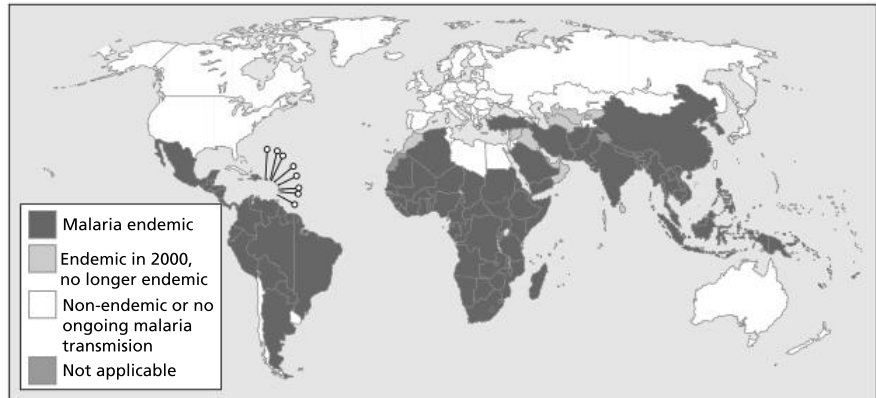 Malaria endemic
Endemic in 2000,
no longer endemic
Non-endemic or no
ongoing malaria
transmision
Not applicable